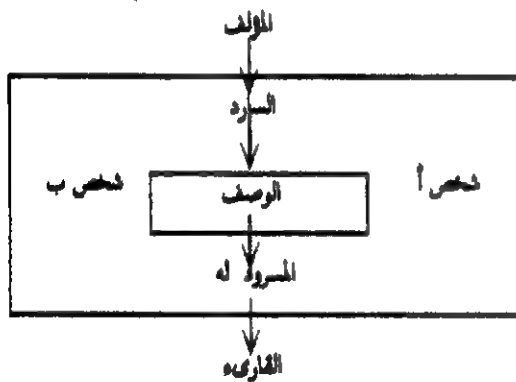 المؤلف
السارد
شخص أ
شخص ب
الوصف
المسرود له
القارىء